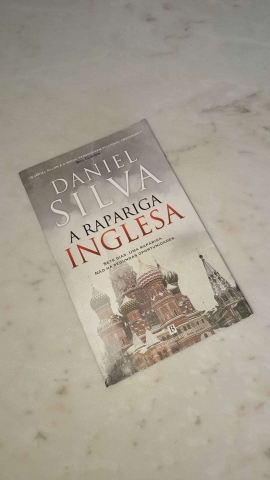 DANIEL
SILVA
A RAPARIGA
INGLESA
SETE DIAS. UMA RAPARIGA.
NÃO HÁ SEGUNDAS OPORTUNIDADES.
B